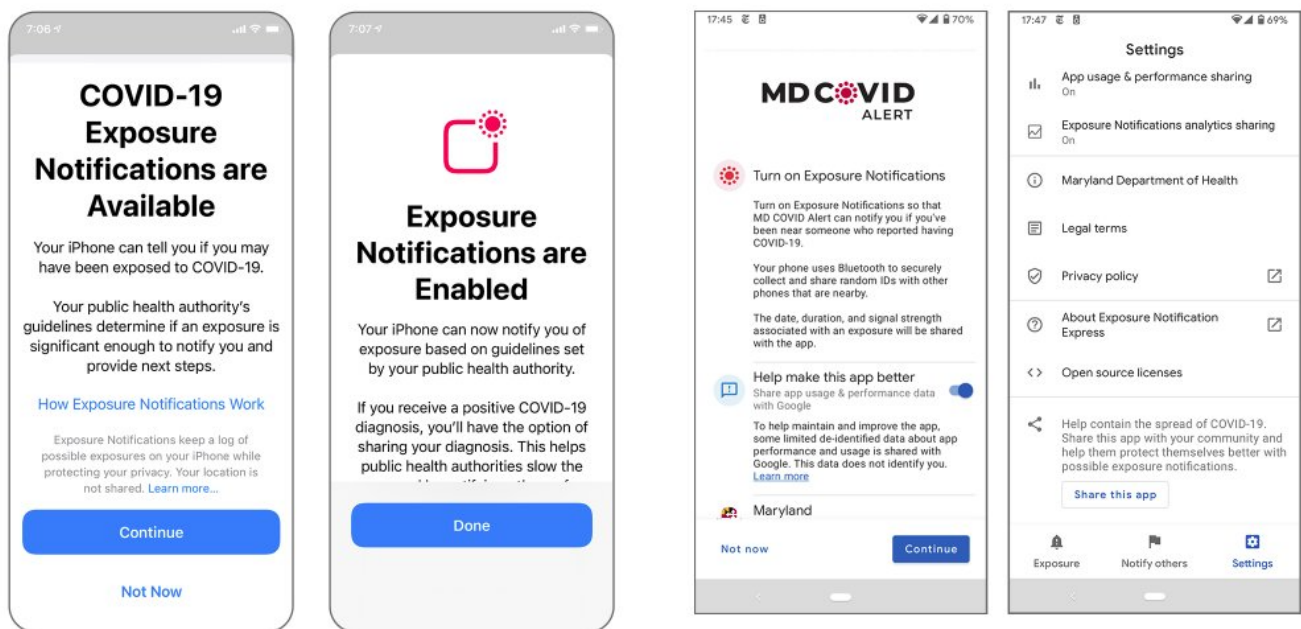 7:06
COVID-19
Exposure
Notifications are
Available
Your iPhone can tell you if you may
have been exposed to COVID-19.
Your public health authority's
guidelines determine if an exposure is
significant enough to notify you and
provide next steps.
How Exposure Notifications Work
Exposure Notifications keep a log of
possible exposures on your iPhone while
protecting your privacy. Your location is
not shared. Learn more...
Continue
Not Now
7:07
Exposure
Notifications are
Enabled
Your iPhone can now notify you of
exposure based on guidelines set
by your public health authority.
If you receive a positive COVID-19
diagnosis, you'll have the option of
sharing your diagnosis. This helps
public health authorities slow the
Done
17:45
70%
MD COVID
ALERT
Turn on Exposure Notifications
Turn on Exposure Notifications so that
MD COVID Alert can notify you if you've
been near someone who reported having
COVID-19.
Your phone uses Bluetooth to securely
collect and share random IDs with other
phones that are nearby.
The date, duration, and signal strength
associated with an exposure will be shared
with the app.
Help make this app better
Share app usage & performance data
with Google
To help maintain and improve the app,
some limited de-identified data about app
performance and usage is shared with
Google. This data does not identify you.
Learn more
Maryland
Not now
Continue
17:47
69%
Settings
App usage & performance sharing
On
Exposure Notifications analytics sharing
On
Maryland Department of Health
Legal terms
Privacy policy
About Exposure Notification
Express
Open source licenses
Help contain the spread of COVID-19.
Share this app with your community and
help them protect themselves better with
possible exposure notifications.
Share this app
Exposure
Notify others
Settings